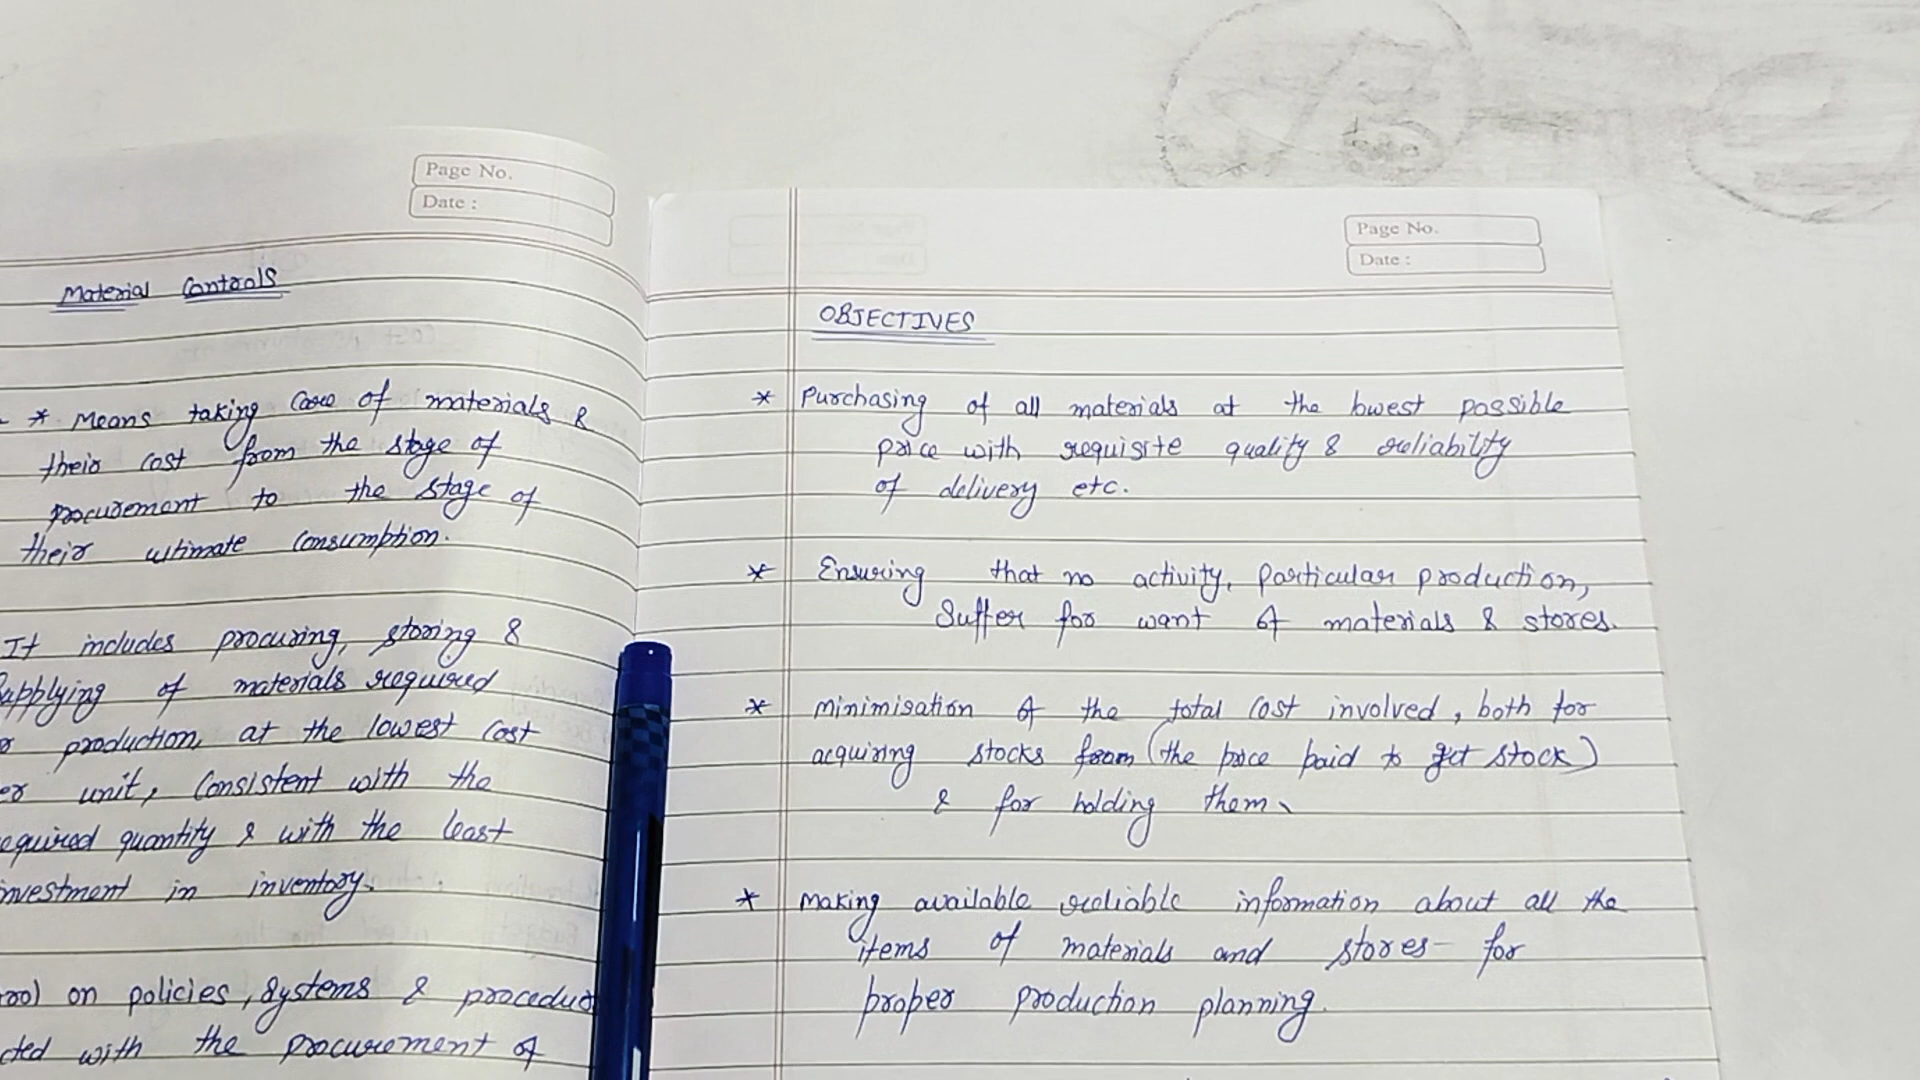 Page No.
Date :
Material Controls
* Means taking care of materials &
their cost from the stage of
procurement to the stage of
their ultimate consumption.
It includes procuring, storing &
supplying of materials required
production, at the lowest cost
unit, consistent with the
required quantity & with the least
investment in inventory.
on policies, systems &
with the procurement of
Page No.
Date :
OBJECTIVES
* Purchasing of all materials at the lowest possible
price with requisite quality & reliability
of delivery etc.
* Ensuring that no activity, particular production,
suffer for want of materials & stores.
* minimisation of the total cost involved, both for
acquiring stocks from (the price paid to get stock)
& for holding them
* Making available reliable information about all the
items of materials and stores for
proper production planning.